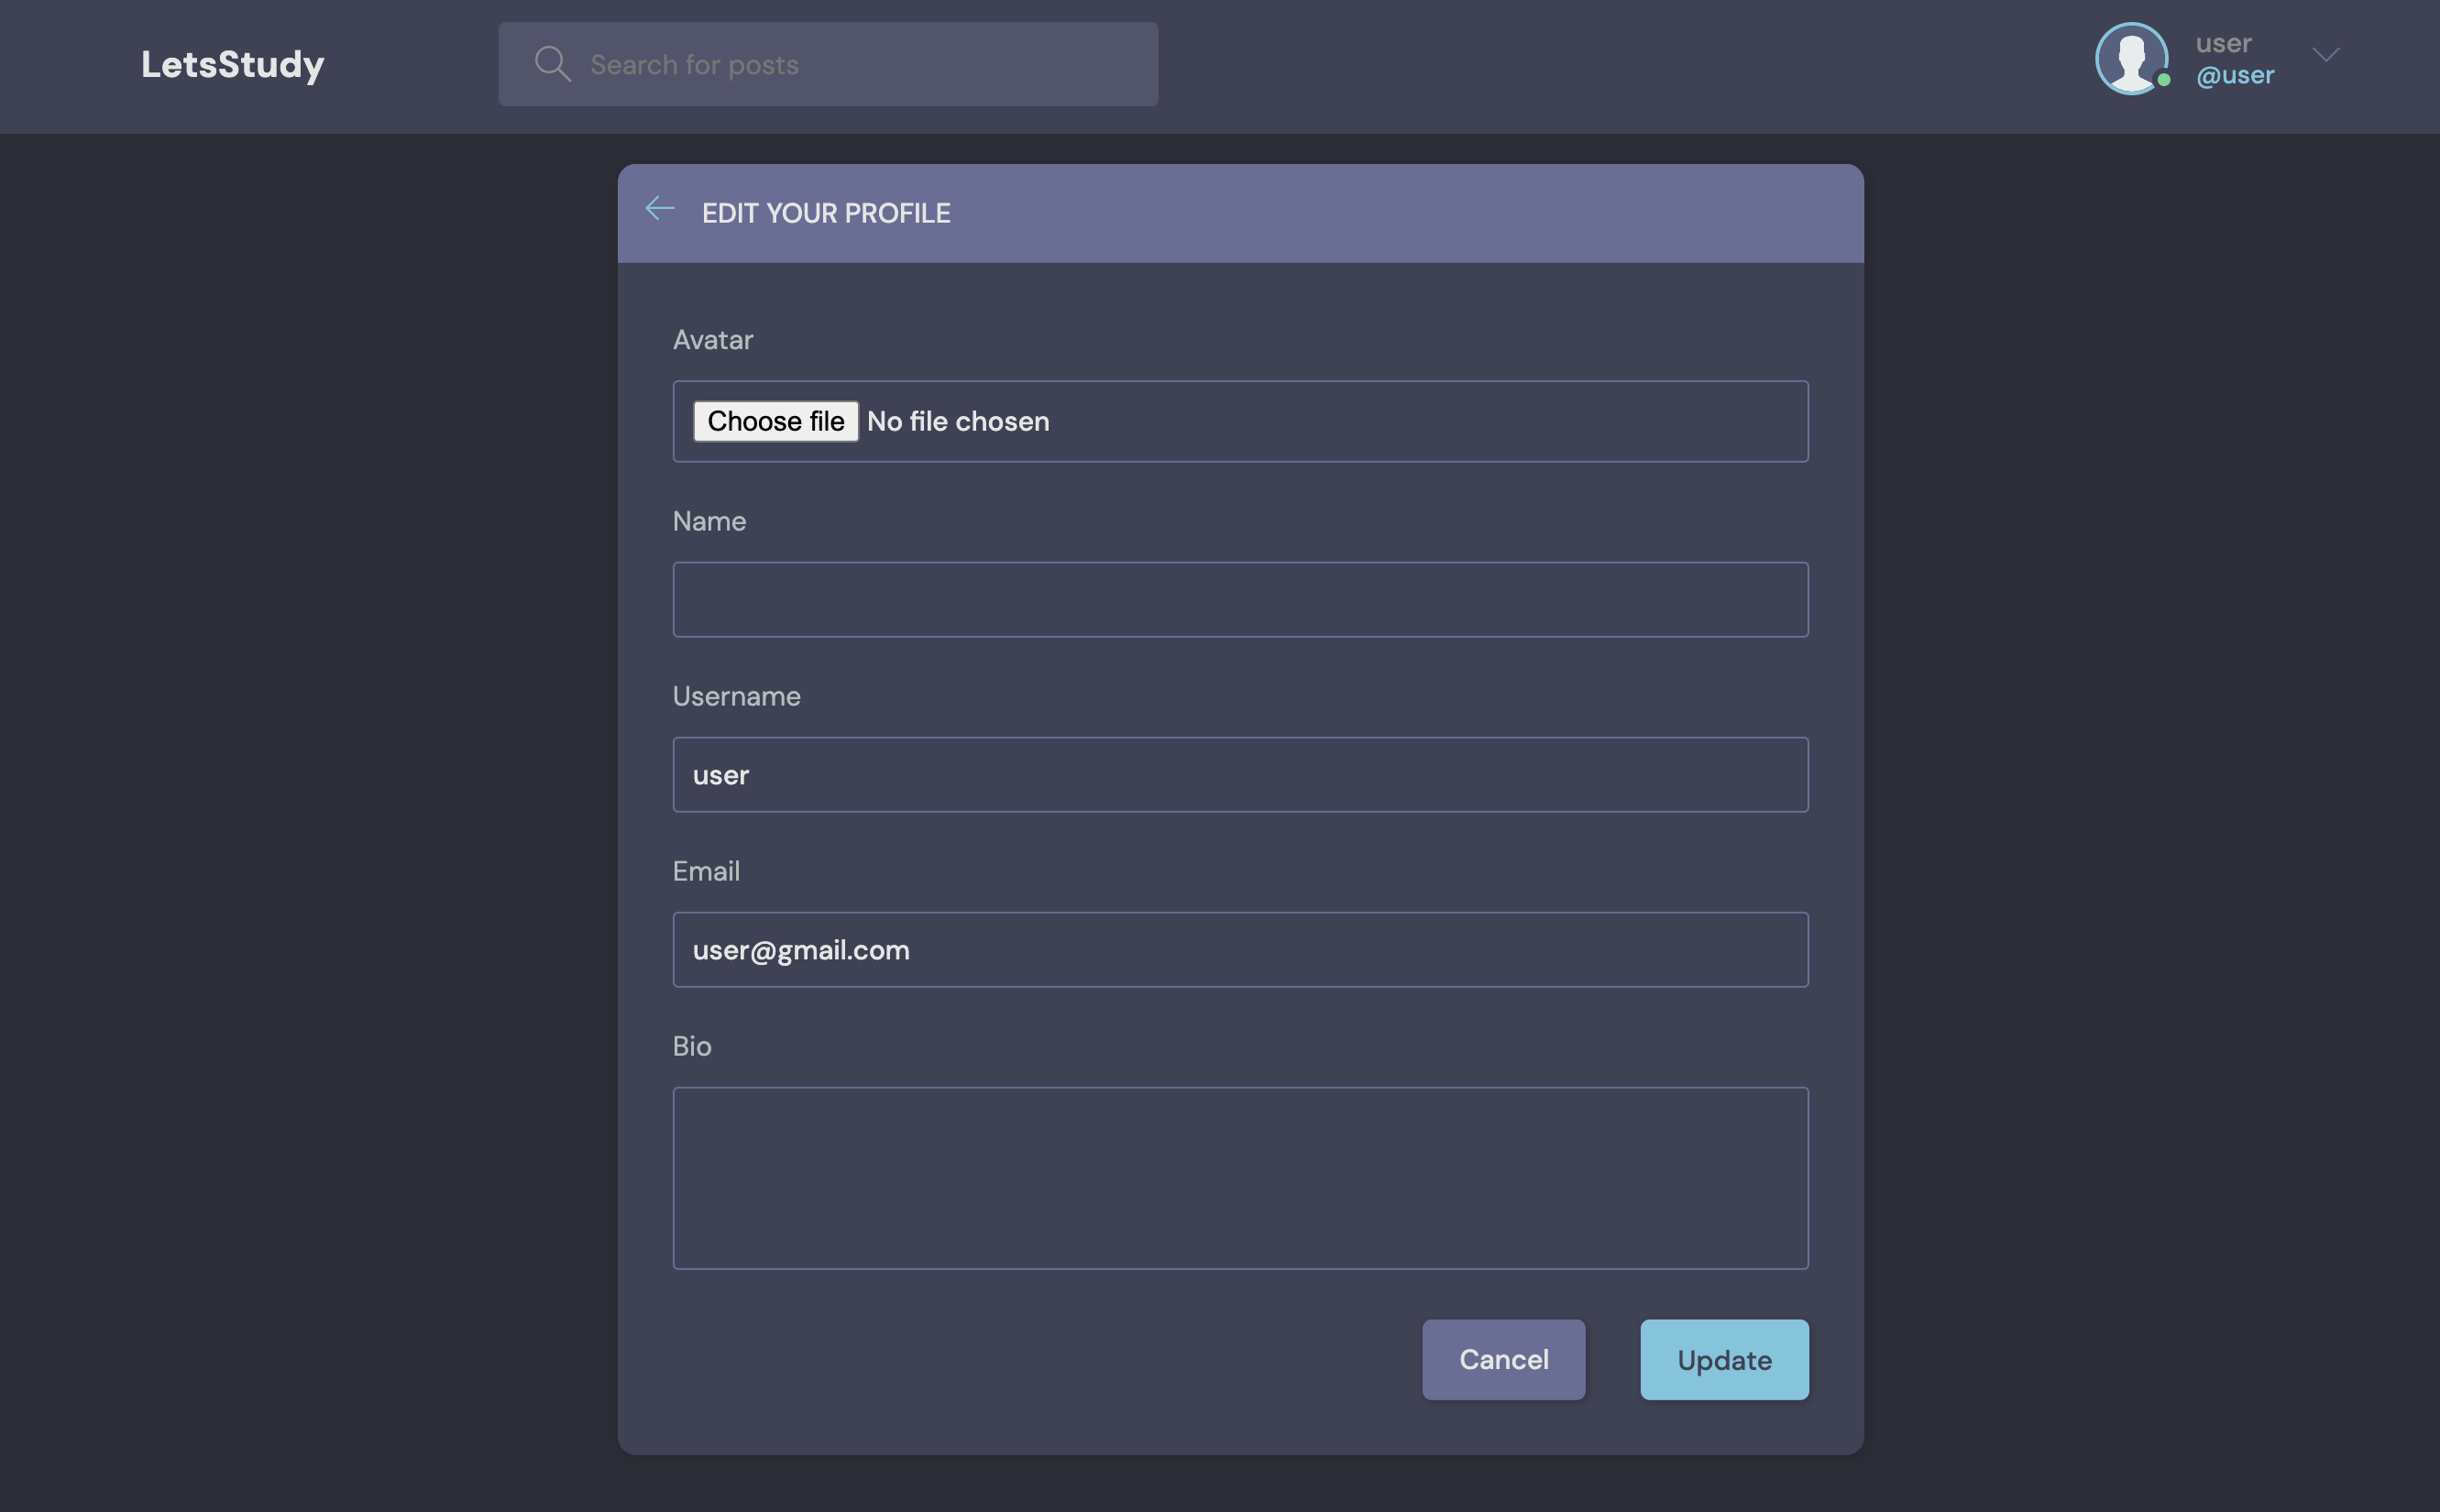 LetsStudy
Search for posts
user
@user
EDIT YOUR PROFILE
Avatar
Choose file No file chosen
Name
Username
user
Email
user@gmail.com
Bio
Cancel
Update